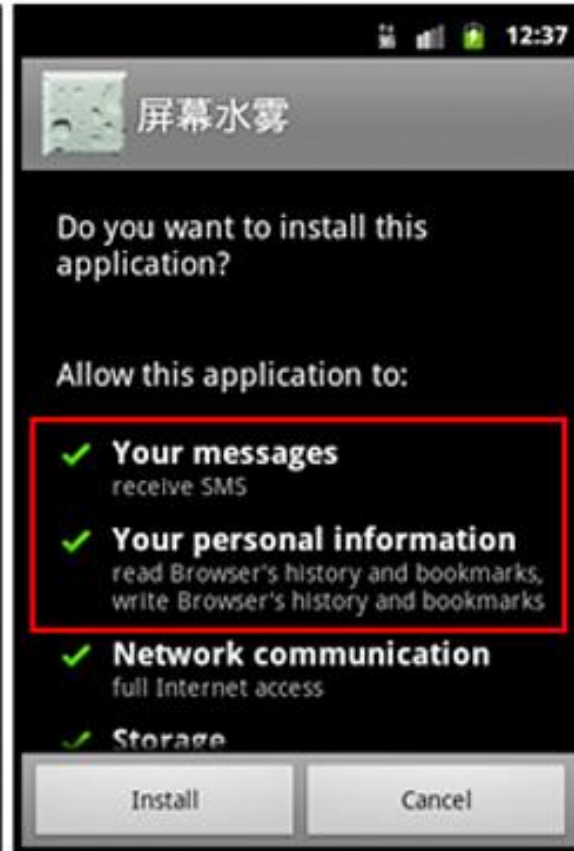 12:37
屏幕水雾
Do you want to install this
application?
Allow this application to:
Your messages
receive SMS
Your personal information
read Browser's history and bookmarks,
write Browser's history and bookmarks
Network communication
full Internet access
Storage
Install
Cancel